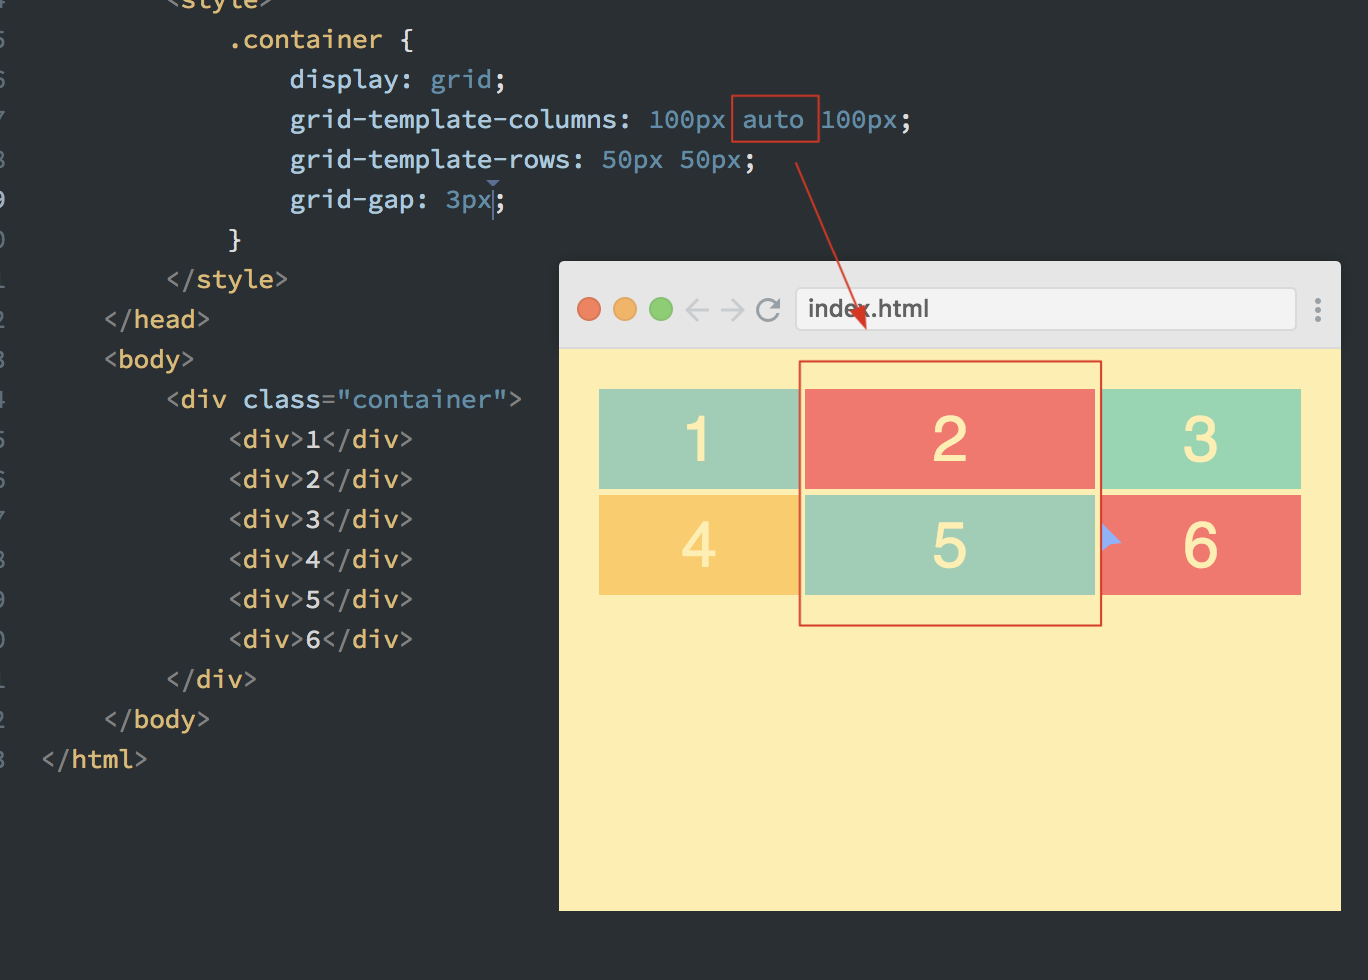 <style>
.container {
display: grid;
grid-template-columns: 100px auto 100px;
grid-template-rows: 50px 50px;
grid-gap: 3px;
}
</style>
</head>
<body>
<div class="container">
<div>1</div>
<div>2</div>
<div>3</div>
<div>4</div>
<div>5</div>
<div>6</div>
</div>
</body>
</html>
index.html
1 2 3
4 5 6